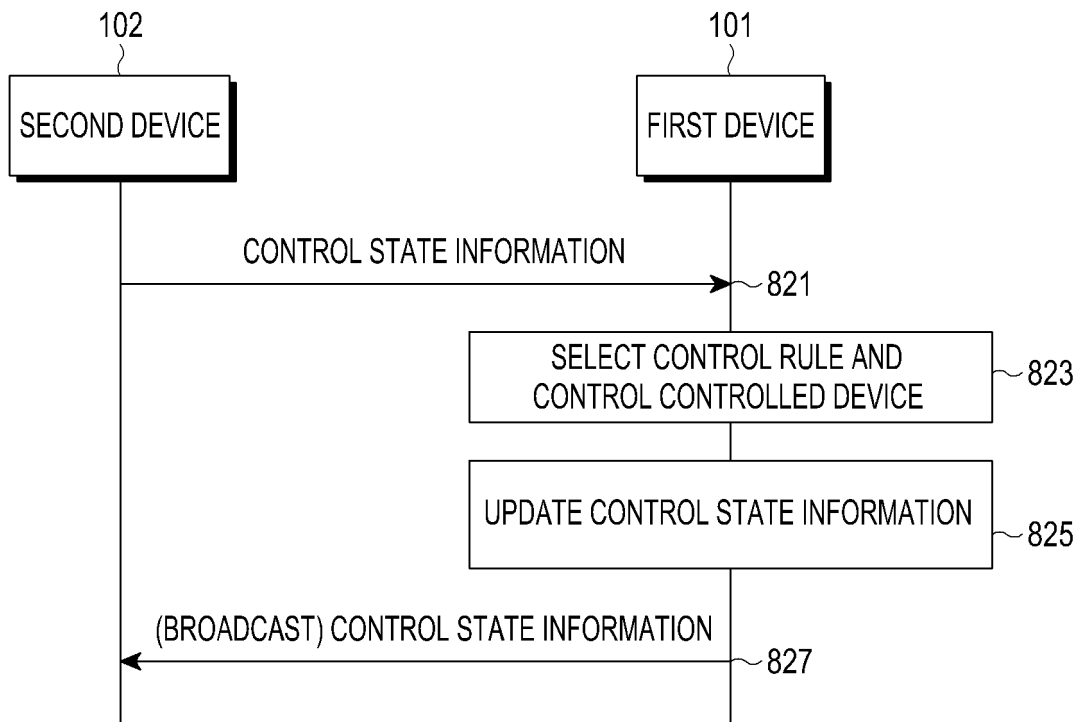 102
101
SECOND DEVICE
FIRST DEVICE
CONTROL STATE INFORMATION
821
SELECT CONTROL RULE AND
CONTROL CONTROLLED DEVICE
823
UPDATE CONTROL STATE INFORMATION
825
(BROADCAST) CONTROL STATE INFORMATION
827